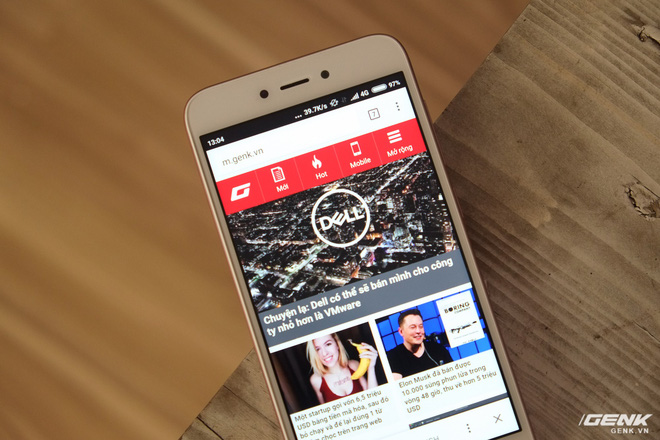 13:04
... 39.7K/s 4G 97%
m.genk.vn
7
G
Mới
Hot
Mobile
Mở rộng
DELL
Chuyện lạ: Dell có thể sẽ bán mình cho công
ty nhỏ hơn là VMware
BORING
Một startup gọi vốn 6,5 triệu
USD bằng tiền mã hóa, sau đó
bỏ chạy và để lại đúng 1 từ
tục chọc trên trang web
Elon Musk đã bán được
10.000 súng phun lửa trong
vòng 48 giờ, thu về hơn 5 triệu
USD
GENK
GENK.VN